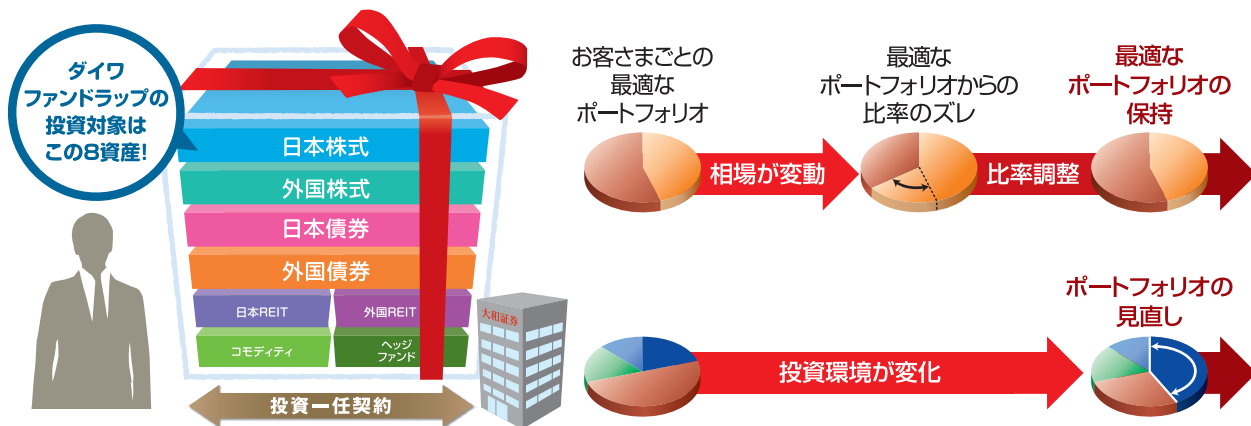 ダイワ
ファンドラップの
投資対象は
この8資産!
日本株式
外国株式
日本債券
外国債券
日本REIT
外国REIT
コモディティ
ヘッジ
ファンド
大和証券
投資一任契約
お客さまごとの
最適な
ポートフォリオ
相場が変動
最適な
ポートフォリオからの
比率のズレ
比率調整
最適な
ポートフォリオの
保持
投資環境が変化
ポートフォリオの
見直し